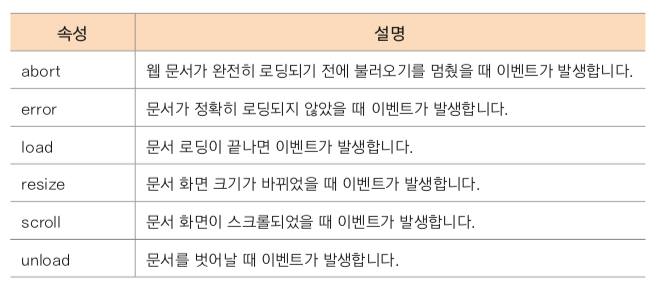 속성 설명
abort 웹 문서가 완전히 로딩되기 전에 불러오기를 멈췄을 때 이벤트가 발생합니다.
error 문서가 정확히 로딩되지 않았을 때 이벤트가 발생합니다.
load 문서 로딩이 끝나면 이벤트가 발생합니다.
resize 문서 화면 크기가 바뀌었을 때 이벤트가 발생합니다.
scroll 문서 화면이 스크롤되었을 때 이벤트가 발생합니다.
unload 문서를 벗어날 때 이벤트가 발생합니다.